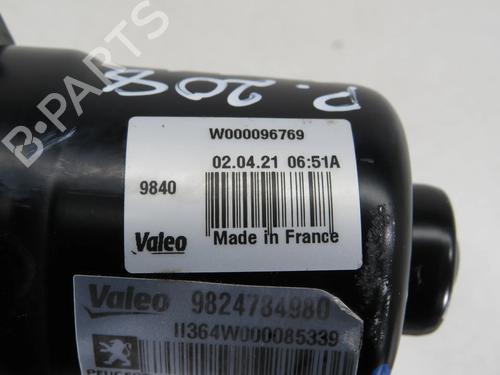 P. 208
B-PARTS
W000096769
02.04.21 06:51A
9840
Valeo Made in France
Valeo 9824784980
II364W000085339